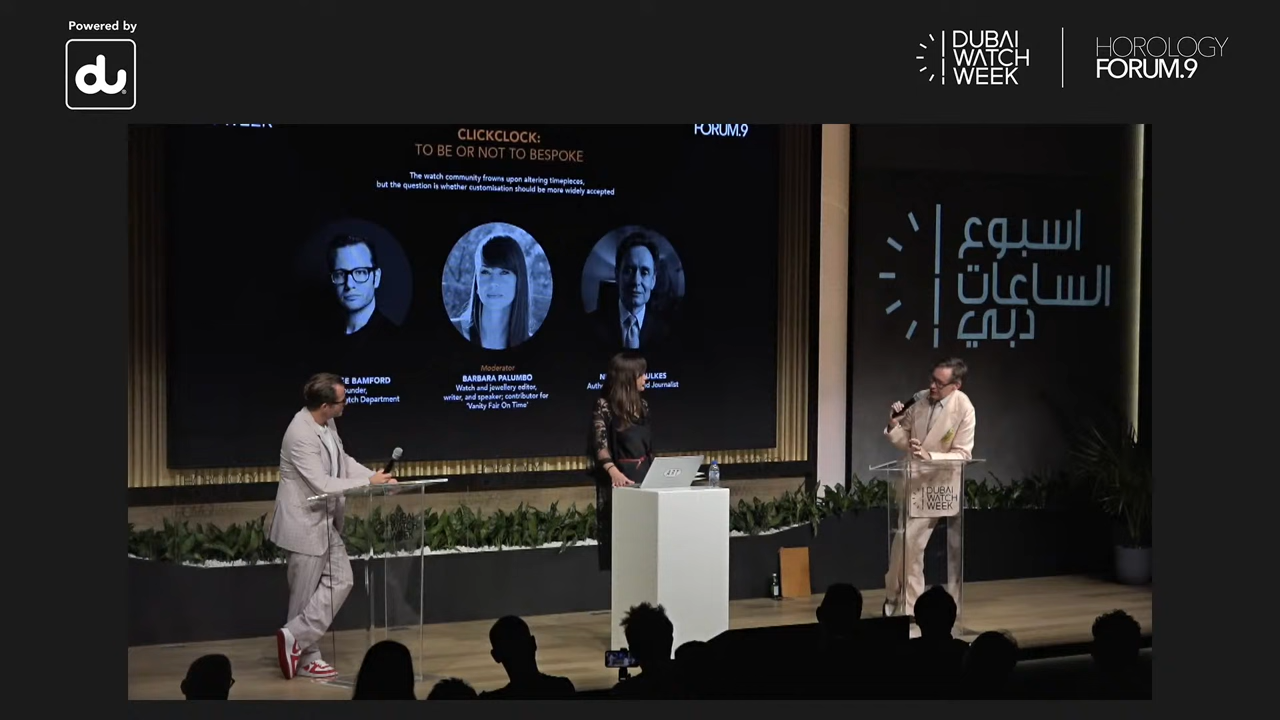 Powered by
du
DUBAI
WATCH
WEEK
HOROLOGY
FORUM.9
FORUM.9
CLICKCLOCK:
TO BE OR NOT TO BESPOKE
The watch community frowns upon altering timepieces,
but the question is whether customisation should be more widely accepted
BAMFORD
Department
Moderator
BARBARA PALUMBO
Watch and jewellery editor,
writer, and speaker; contributor for
'Vanity Fair On Time'
Journalist
اسبوع
الساعات
دبي
DUBAI
WATCH
WEEK